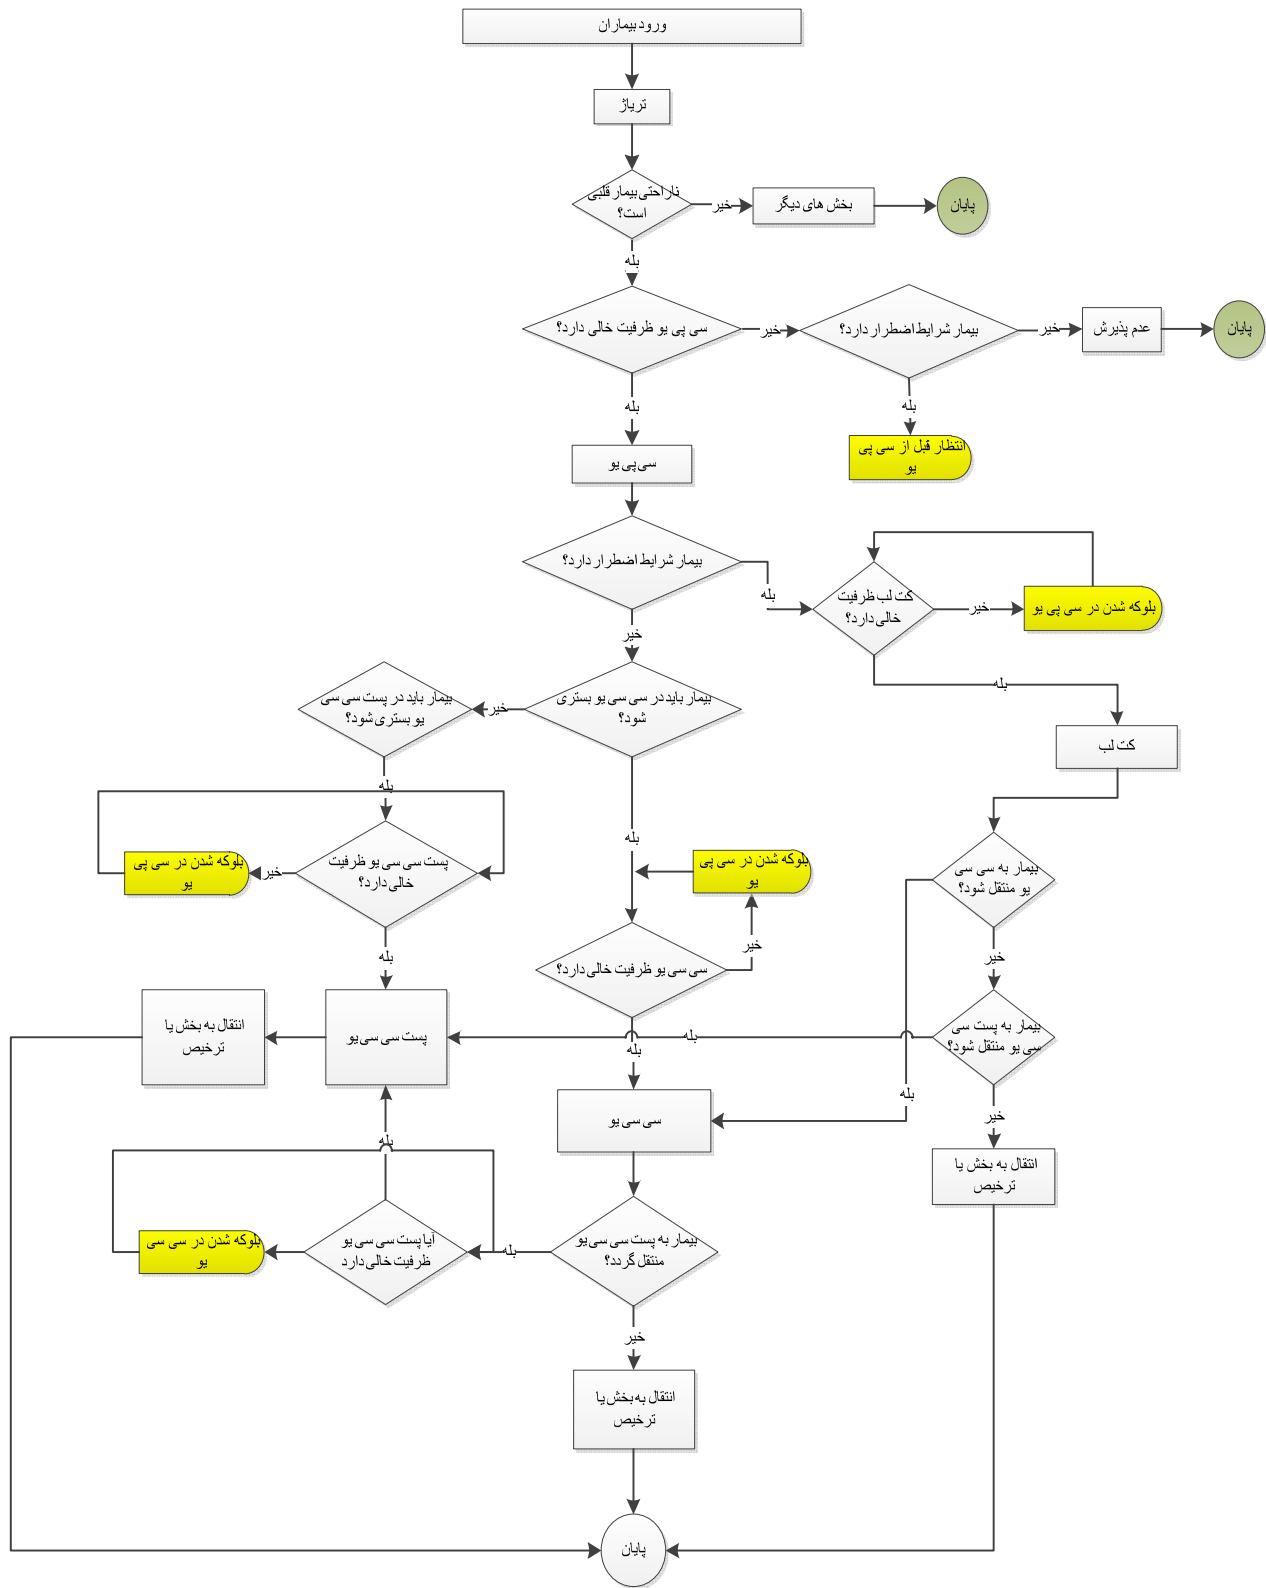 ورود بیماران
تریاژ
ناراحتی بیمار قلبی
است؟
خیر
بخش های دیگر
پایان
بله
سی پی یو ظرفیت خالی دارد؟
خیر
بیمار شرایط اضطرار دارد؟
خیر
عدم پذیرش
پایان
بله
بله
انتظار قبل از سی پی
یو
سی پی یو
بیمار شرایط اضطرار دارد؟
بله
کت لب ظرفیت
خالی دارد؟
خیر
بلوکه شدن در سی پی یو
خیر
بله
بیمار باید در سی سی یو بستری
شود؟
خیر
بیمار باید در پست سی سی
یو بستری شود؟
کت لب
بله
بله
پست سی سی یو ظرفیت
خالی دارد؟
خیر
بلوکه شدن در سی پی
یو
بلوکه شدن در سی پی
یو
بیمار به سی سی
یو منتقل شود؟
خیر
بله
خیر
سی سی یو ظرفیت خالی دارد؟
بیمار به پست سی
سی یو منتقل شود؟
بله
پست سی سی یو
انتقال به بخش یا
ترخیص
بله
بله
خیر
سی سی یو
بله
انتقال به بخش یا
ترخیص
بیمار به پست سی سی یو
منتقل گردد؟
بله
آیا پست سی سی یو
ظرفیت خالی دارد
بلوکه شدن در سی سی
یو
خیر
انتقال به بخش یا
ترخیص
پایان